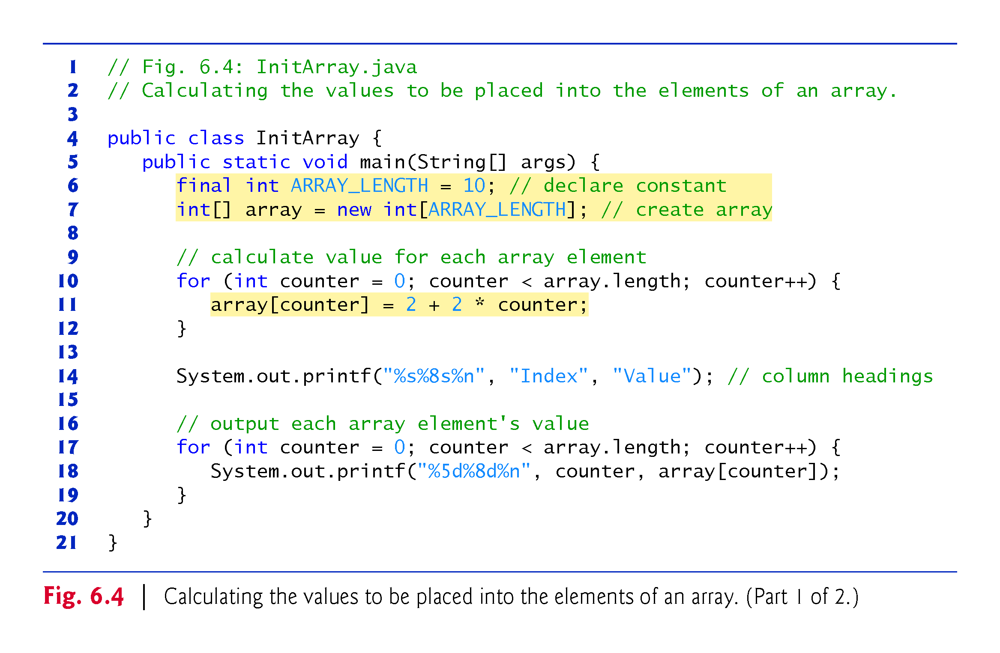 1 // Fig. 6.4: InitArray.java
2 // Calculating the values to be placed into the elements of an array.
3
4 public class InitArray {
5    public static void main(String[] args) {
6       final int ARRAY_LENGTH = 10; // declare constant
7       int[] array = new int[ARRAY_LENGTH]; // create array
8
9       // calculate value for each array element
10       for (int counter = 0; counter < array.length; counter++) {
11          array[counter] = 2 + 2 * counter;
12       }
13
14       System.out.printf("%s%8s%n", "Index", "Value"); // column headings
15
16       // output each array element's value
17       for (int counter = 0; counter < array.length; counter++) {
18          System.out.printf("%5d%8d%n", counter, array[counter]);
19       }
20    }
21 }
Fig. 6.4 | Calculating the values to be placed into the elements of an array. (Part 1 of 2.)